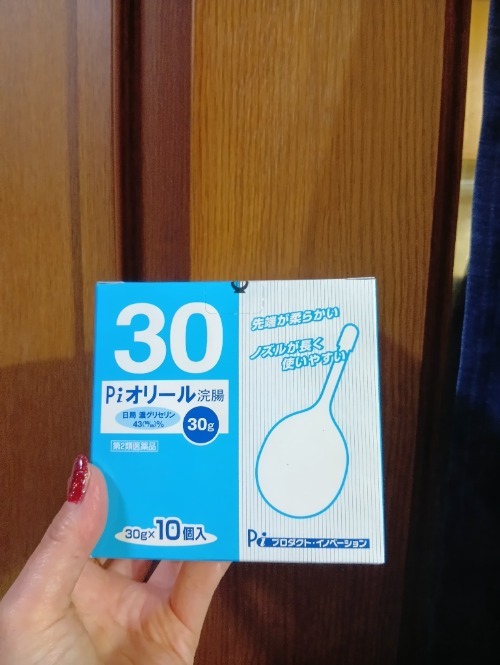 30
Piオリール浣腸
日局 濃グリセリン
43(w/v)%
30g
第2類医薬品
30g×10個入
先端が柔らかい
ノズルが長く
使いやすい
Pi プロダクト・イノベーション